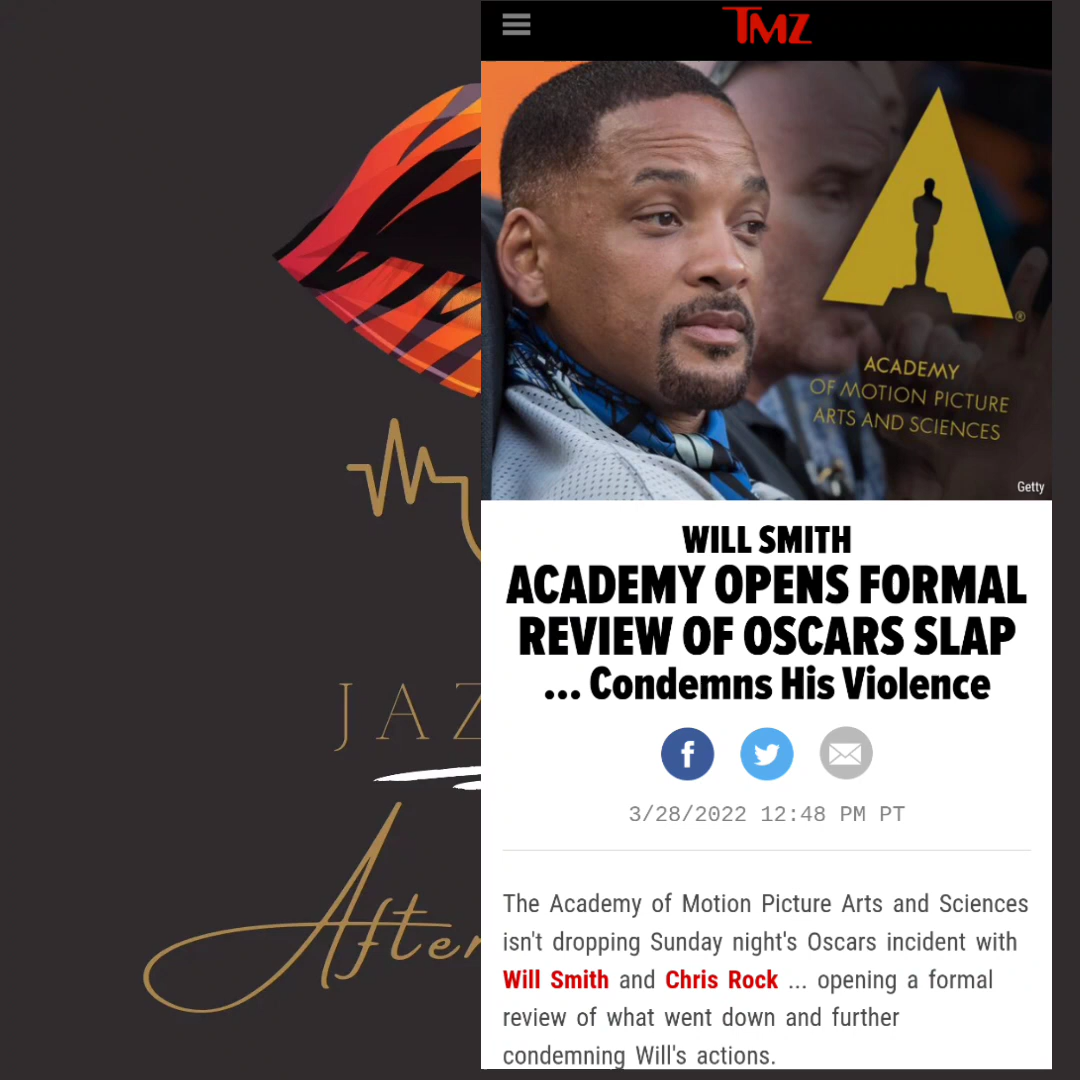 TMZ
ACADEMY
OF MOTION PICTURE
ARTS AND SCIENCES
®
Getty
WILL SMITH
ACADEMY OPENS FORMAL
REVIEW OF OSCARS SLAP
... Condemns His Violence
f
3/28/2022 12:48 PM PT
The Academy of Motion Picture Arts and Sciences
isn't dropping Sunday night's Oscars incident with
Will Smith and Chris Rock ... opening a formal
review of what went down and further
condemning Will's actions.
JAZ
After